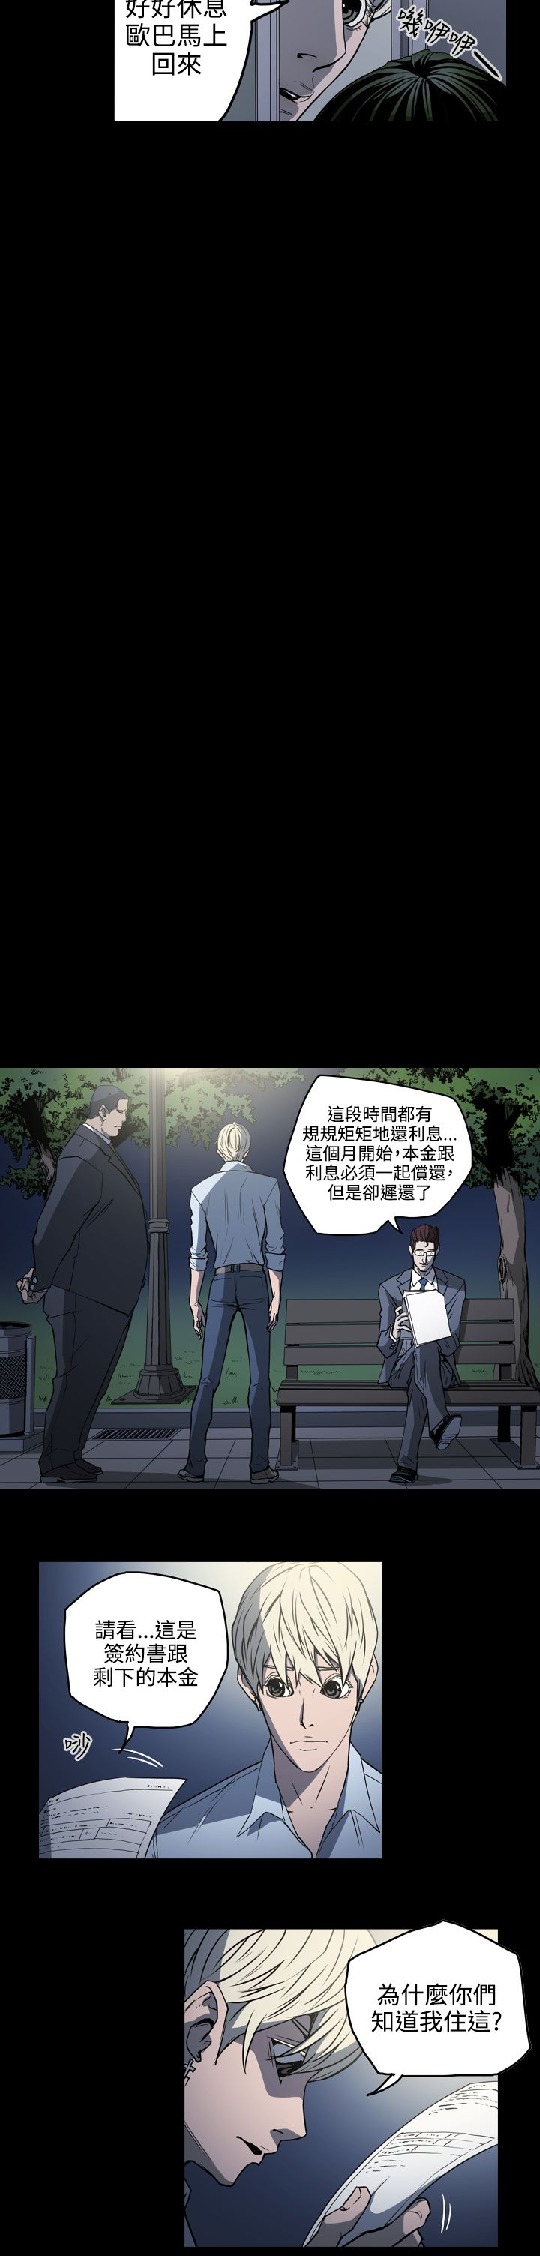 好好休息
歐巴馬上
回來
嘰咿咿
這段時間都有
規規矩矩地還利息...
這個月開始,本金跟
利息必須一起償還,
但是卻遲還了
請看...這是
簽約書跟
剩下的本金
唦
為什麼你們
知道我住這?